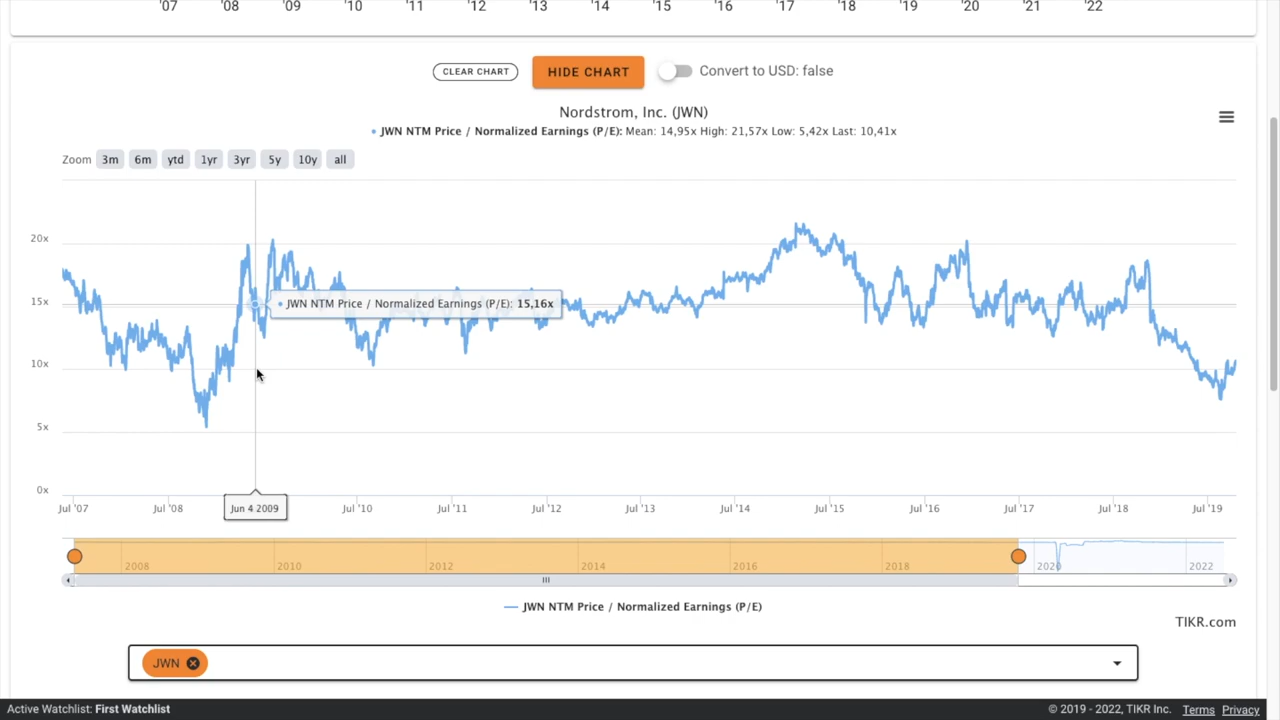 '07 '08 '09 '10 '11 '12 '13 '14 '15 '16 '17 '18 '19 '20 '21 '22
CLEAR CHART HIDE CHART Convert to USD: false
Nordstrom, Inc. (JWN)
JWN NTM Price / Normalized Earnings (P/E): Mean: 14,95x High: 21,57x Low: 5,42x Last: 10,41x
Zoom 3m 6m ytd 1yr 3yr 5y 10y all
20x
15x
JWN NTM Price / Normalized Earnings (P/E): 15,16x
10x
5x
0x
Jul '07 Jul '08 Jun 4 2009 Jul '10 Jul '11 Jul '12 Jul '13 Jul '14 Jul '15 Jul '16 Jul '17 Jul '18 Jul '19
2008 2010 2012 2014 2016 2018 2020 2022
JWN NTM Price / Normalized Earnings (P/E)
TIKR.com
JWN
Active Watchlist: First Watchlist © 2019 - 2022, TIKR Inc. Terms Privacy